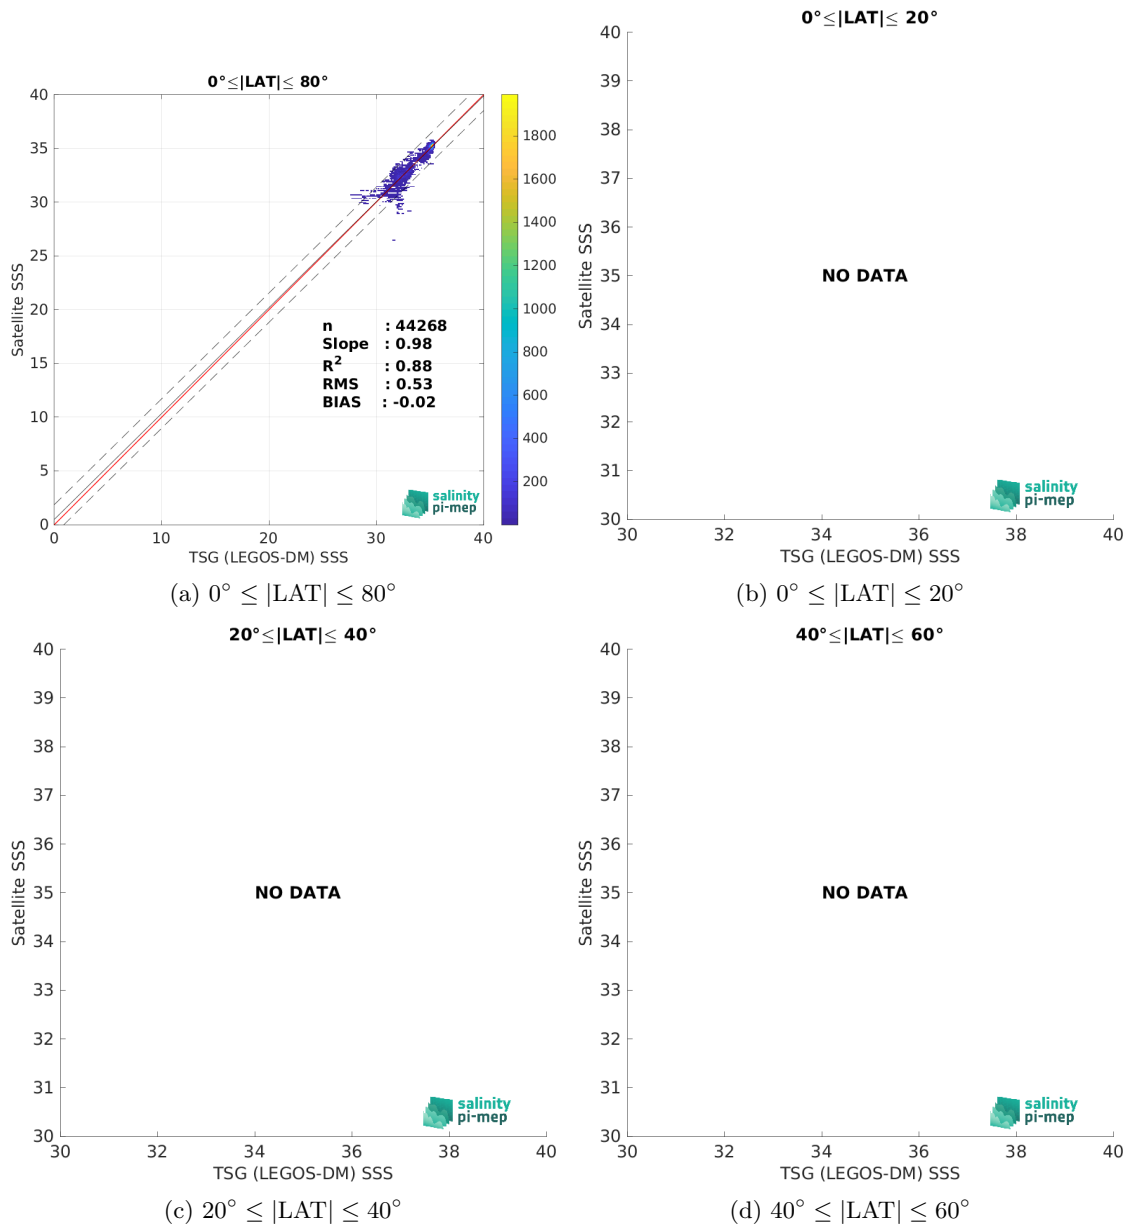 0°≤|LAT|≤ 80°
40
35
30
25
20
15
10
5
0
0
10
20
30
40
Satellite SSS
TSG (LEGOS-DM) SSS
n : 44268
Slope : 0.98
R2 : 0.88
RMS : 0.53
BIAS : -0.02
salinity
pi-mep
1800
1600
1400
1200
1000
800
600
400
200
(a) 0° ≤ |LAT| ≤ 80°
0°≤|LAT|≤ 20°
40
39
38
37
36
35
34
33
32
31
30
30
32
34
36
38
40
Satellite SSS
NO DATA
TSG (LEGOS-DM) SSS
salinity
pi-mep
(b) 0° ≤ |LAT| ≤ 20°
20°≤|LAT|≤ 40°
40
39
38
37
36
35
34
33
32
31
30
30
32
34
36
38
40
Satellite SSS
NO DATA
TSG (LEGOS-DM) SSS
salinity
pi-mep
(c) 20° ≤ |LAT| ≤ 40°
40°≤|LAT|≤ 60°
40
39
38
37
36
35
34
33
32
31
30
30
32
34
36
38
40
Satellite SSS
NO DATA
TSG (LEGOS-DM) SSS
salinity
pi-mep
(d) 40° ≤ |LAT| ≤ 60°